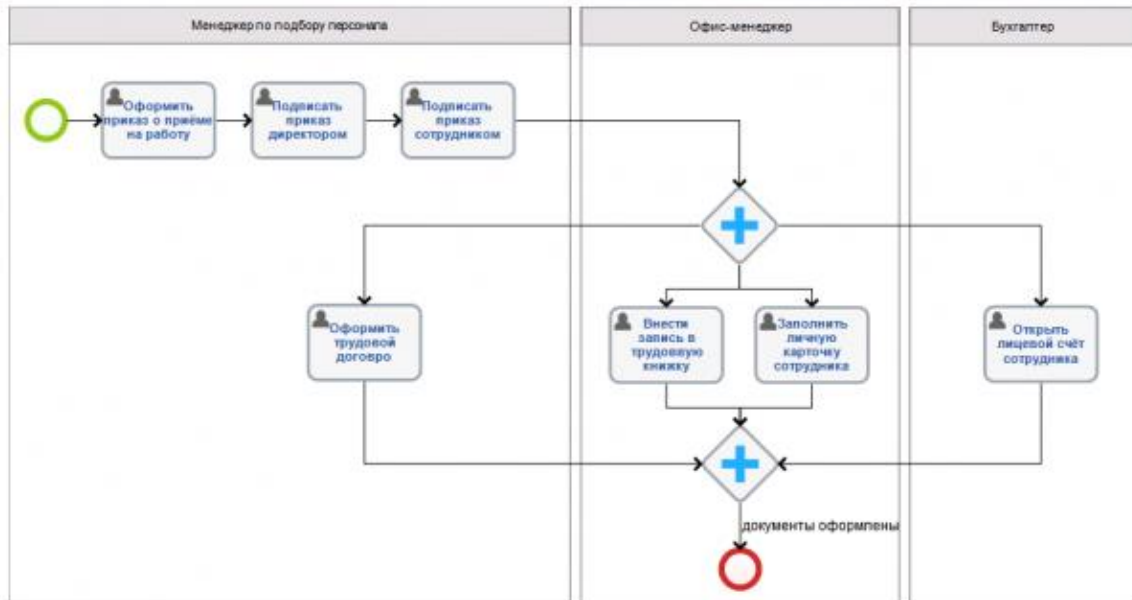 Менеджер по подбору персонала
Офис-менеджер
Бухгалтер
Оформить
приказ о приёме
на работу
Подписать
приказ
директором
Подписать
приказ
сотрудником
Оформить
трудовой
договро
Внести
запись в
трудоввую
книжку
Заполнить
личную
карточку
сотрудника
Открыть
лицевой счёт
сотрудника
документы оформлены